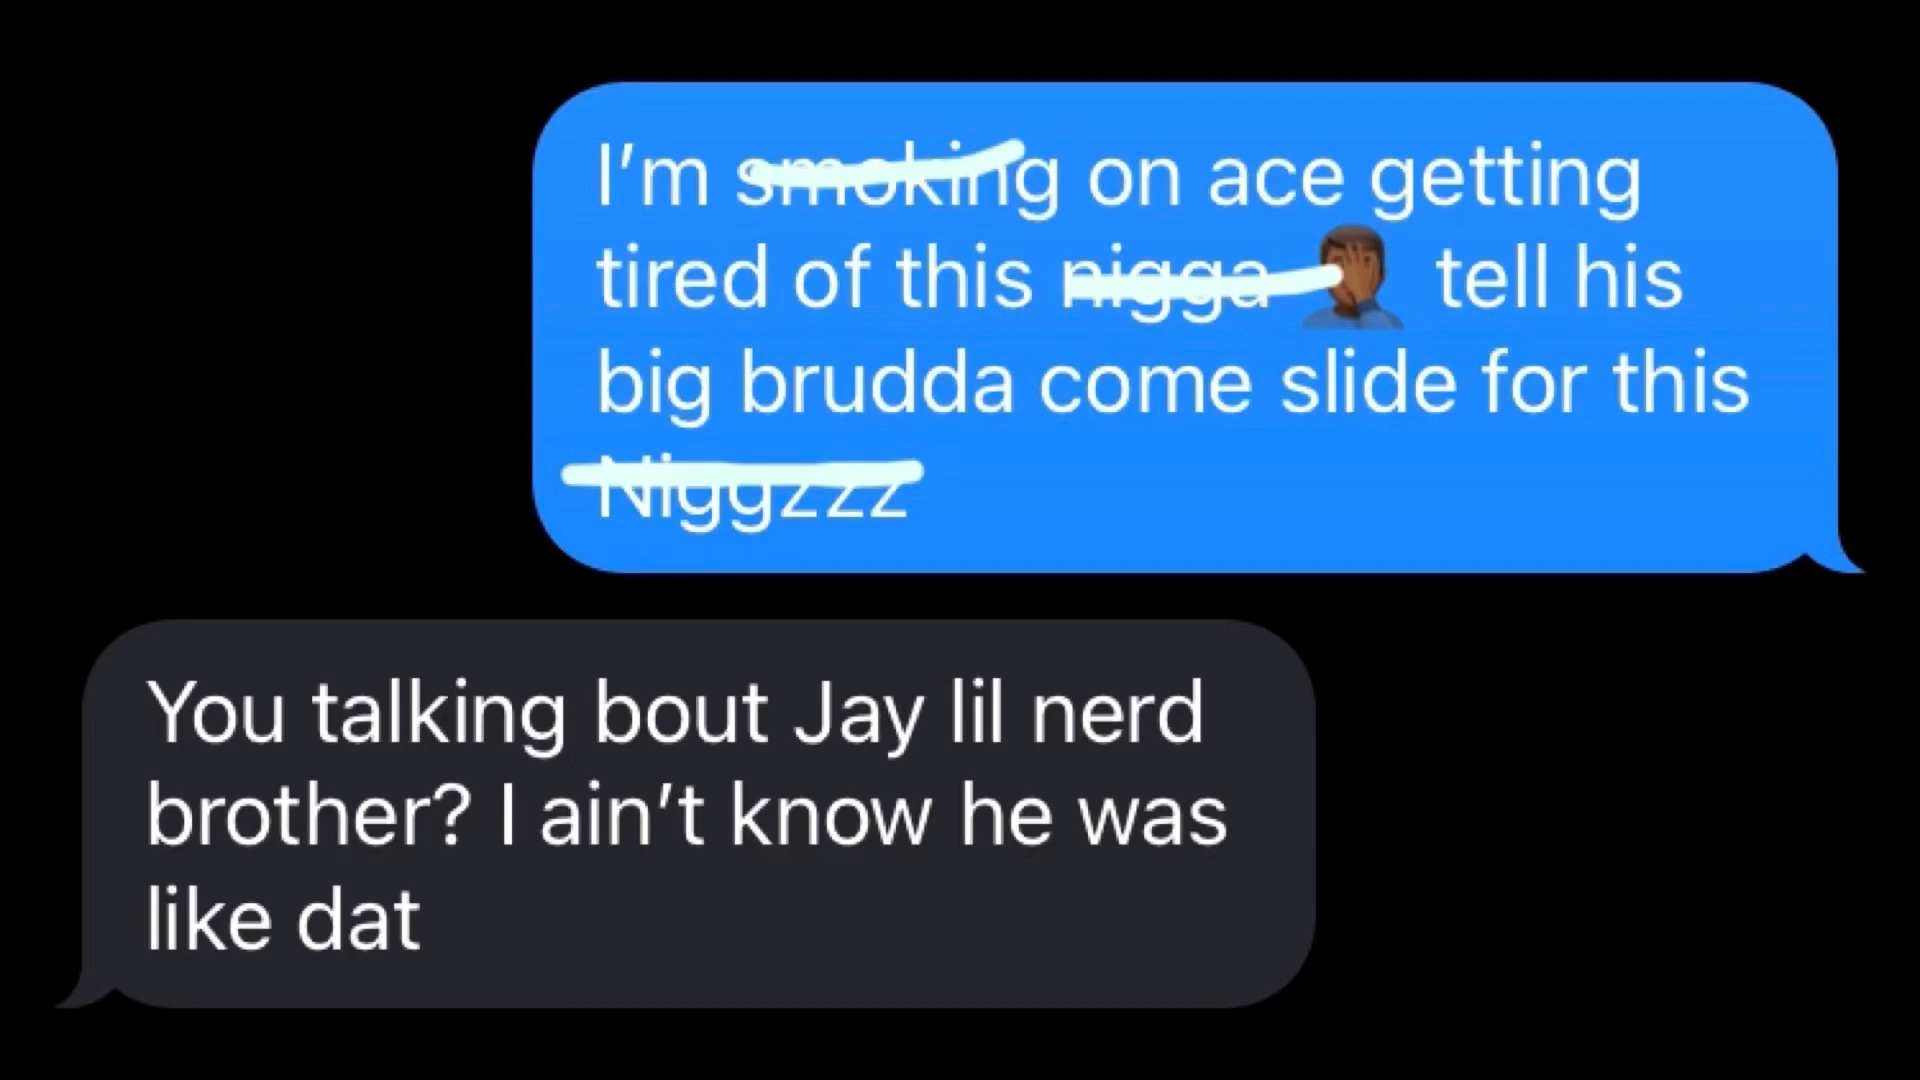 I'm smoking on ace getting
tired of this nigga 🤦🏾‍♂️ tell his
big brudda come slide for this
Niggzzz
You talking bout Jay lil nerd
brother? I ain't know he was
like dat